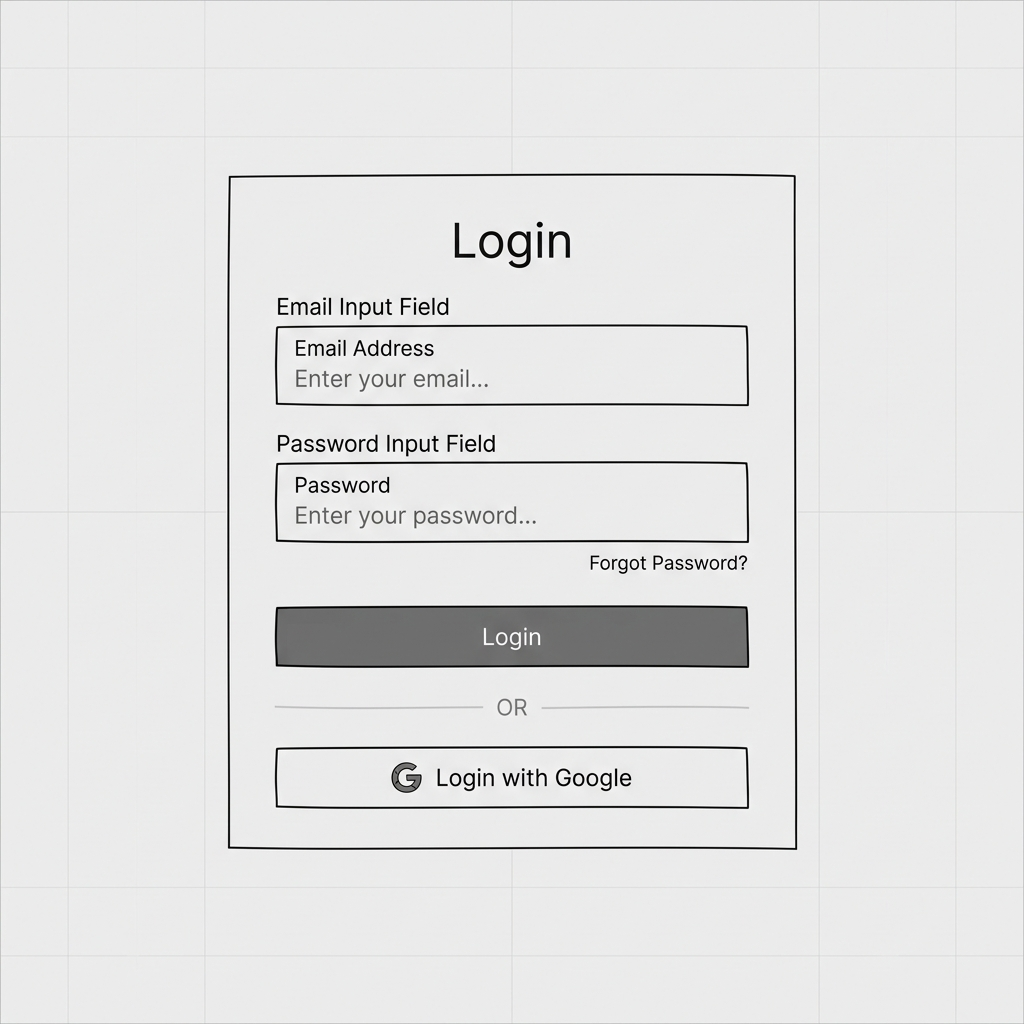 Login
Email Input Field
Email Address
Enter your email...
Password Input Field
Password
Enter your password...
Forgot Password?
Login
OR
G Login with Google